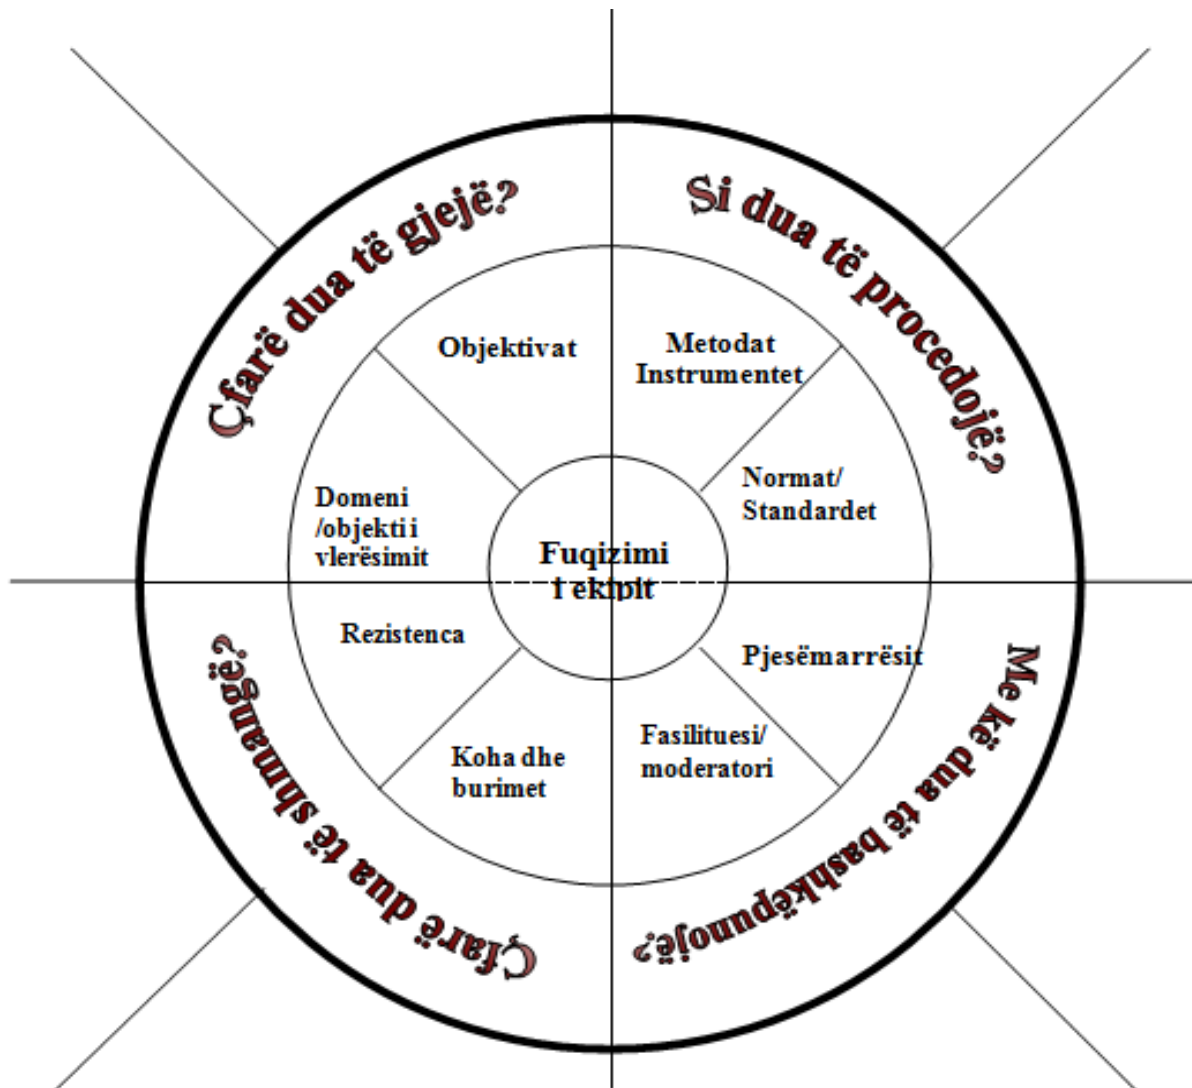 Çfarë dua të gjejë?
Si dua të procedojë?
Objektivat
Metodat
Instrumentet
Domeni
/objekti i
vlerësimit
Normat/
Standardet
Fuqizimi
i ekipit
Rezistenca
Pjesëmarrësit
Koha dhe
burimet
Fasilituesi/
moderatori
Çfarë dua të shmangë?
Me kë dua të bashkëpunojë?